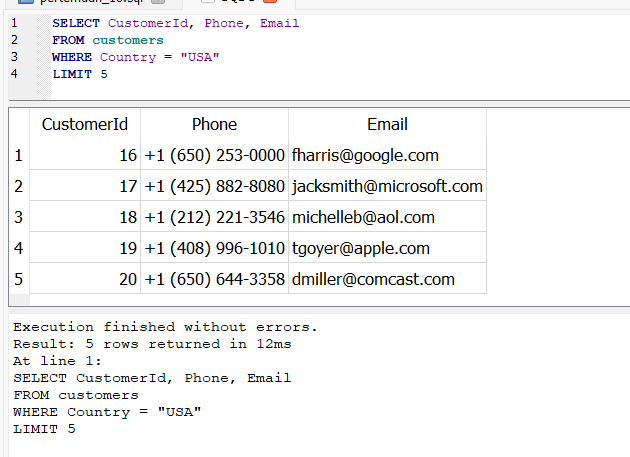 1 SELECT CustomerId, Phone, Email
2 FROM customers
3 WHERE Country = "USA"
4 LIMIT 5
CustomerId Phone Email
1 16 +1 (650) 253-0000 fharris@google.com
2 17 +1 (425) 882-8080 jacksmith@microsoft.com
3 18 +1 (212) 221-3546 michelleb@aol.com
4 19 +1 (408) 996-1010 tgoyer@apple.com
5 20 +1 (650) 644-3358 dmiller@comcast.com
Execution finished without errors.
Result: 5 rows returned in 12ms
At line 1:
SELECT CustomerId, Phone, Email
FROM customers
WHERE Country = "USA"
LIMIT 5